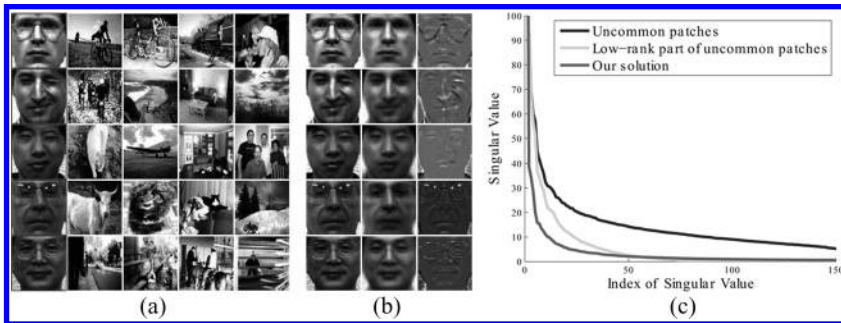 100
90
80
70
60
50
40
30
20
10
0
Singular Value
Uncommon patches
Low−rank part of uncommon patches
Our solution
0
50
100
150
Index of Singular Value
(a)
(b)
(c)